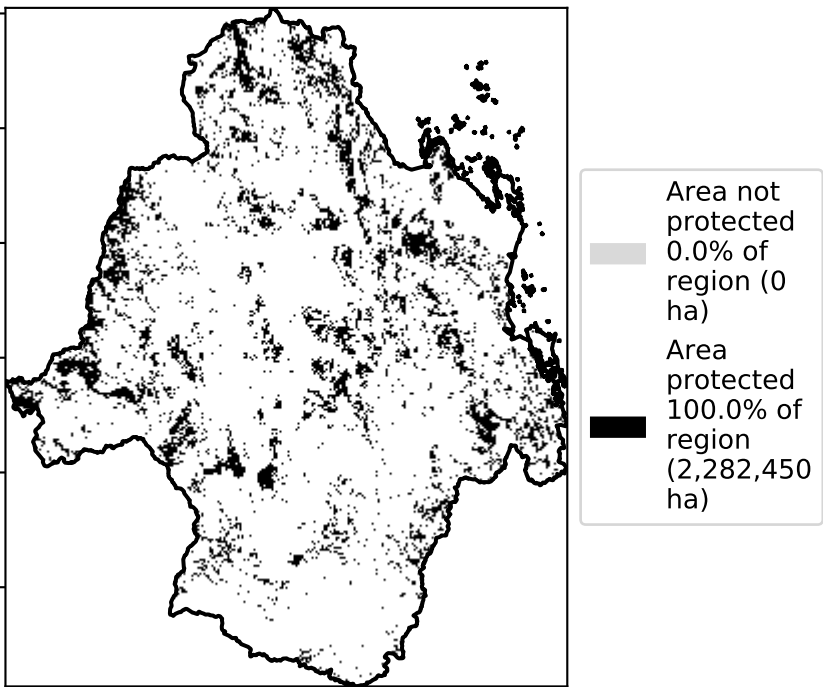 Area not
protected
0.0% of
region (0
ha)
Area
protected
100.0% of
region
(2,282,450
ha)